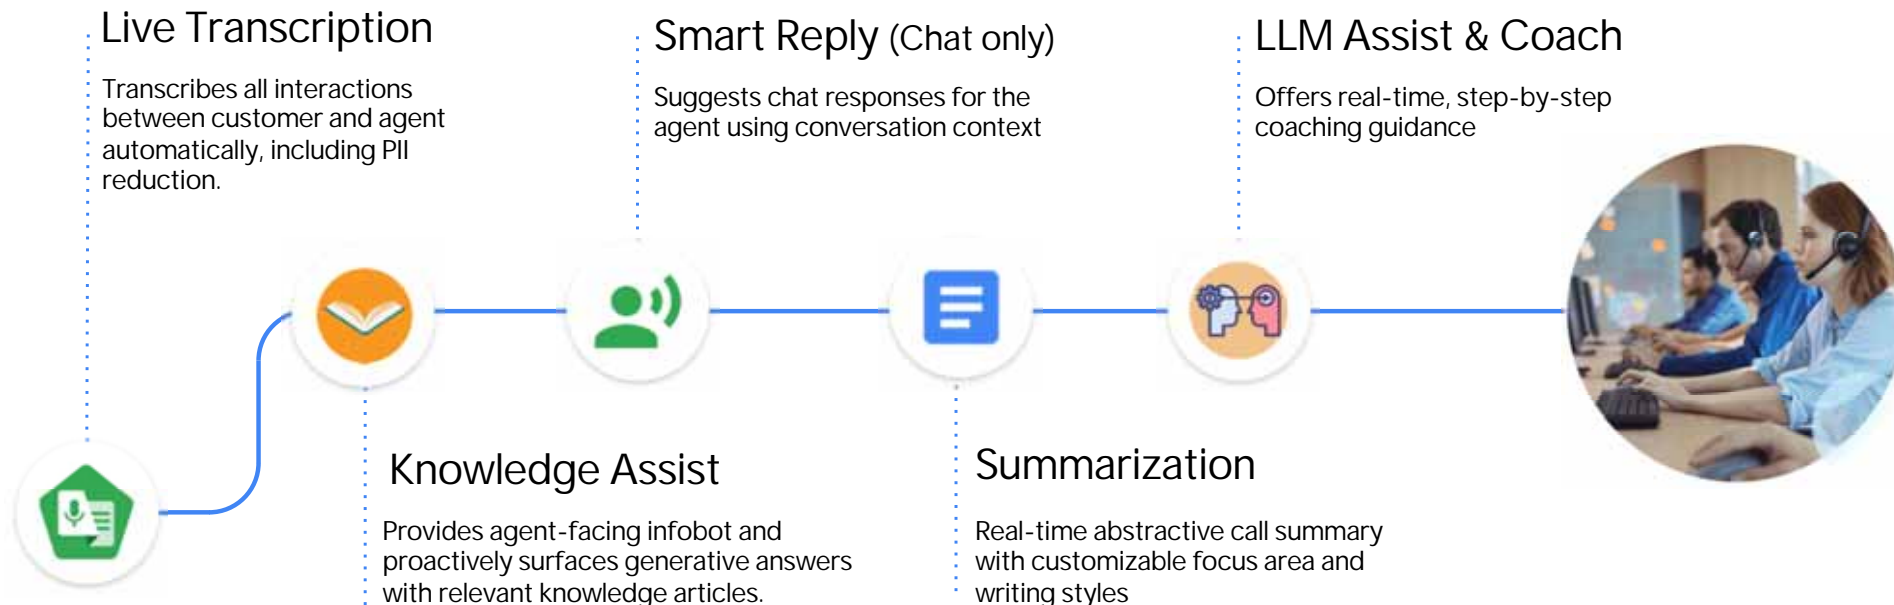 Live Transcription
Transcribes all interactions
between customer and agent
automatically, including PII
reduction.
Smart Reply (Chat only)
Suggests chat responses for the
agent using conversation context
LLM Assist & Coach
Offers real-time, step-by-step
coaching guidance
Knowledge Assist
Provides agent-facing infobot and
proactively surfaces generative answers
with relevant knowledge articles.
Summarization
Real-time abstractive call summary
with customizable focus area and
writing styles